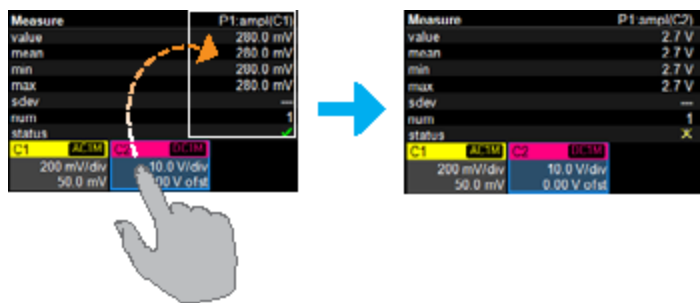 Measure P1:ampl(C1)
value 280.0 mV
mean 280.0 mV
min 280.0 mV
max 280.0 mV
sdev ---
num 1
status
C1 AC1M C2 DC1M
200 mV/div 10.0 V/div
50.0 mV 00 V ofst
Measure P1:ampl(C2)
value 2.7 V
mean 2.7 V
min 2.7 V
max 2.7 V
sdev ---
num 1
status
C1 AC1M C2 DC1M
200 mV/div 10.0 V/div
50.0 mV 0.00 V ofst